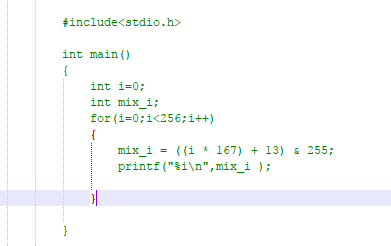 #include<stdio.h>
int main()
{
int i=0;
int mix_i;
for(i=0;i<256;i++)
{
mix_i = ((i * 167) + 13) & 255;
printf("%i\n",mix_i );
}
}